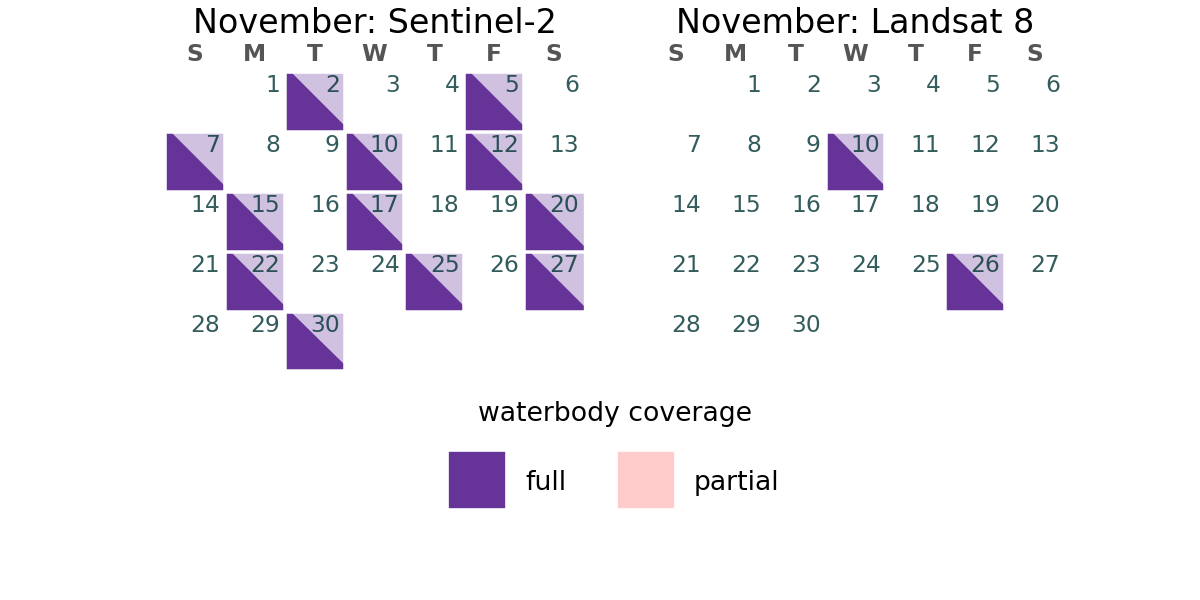 November: Sentinel-2
S M T W T F S
1 2 3 4 5 6
7 8 9 10 11 12 13
14 15 16 17 18 19 20
21 22 23 24 25 26 27
28 29 30
November: Landsat 8
S M T W T F S
1 2 3 4 5 6
7 8 9 10 11 12 13
14 15 16 17 18 19 20
21 22 23 24 25 26 27
28 29 30
waterbody coverage
full
partial